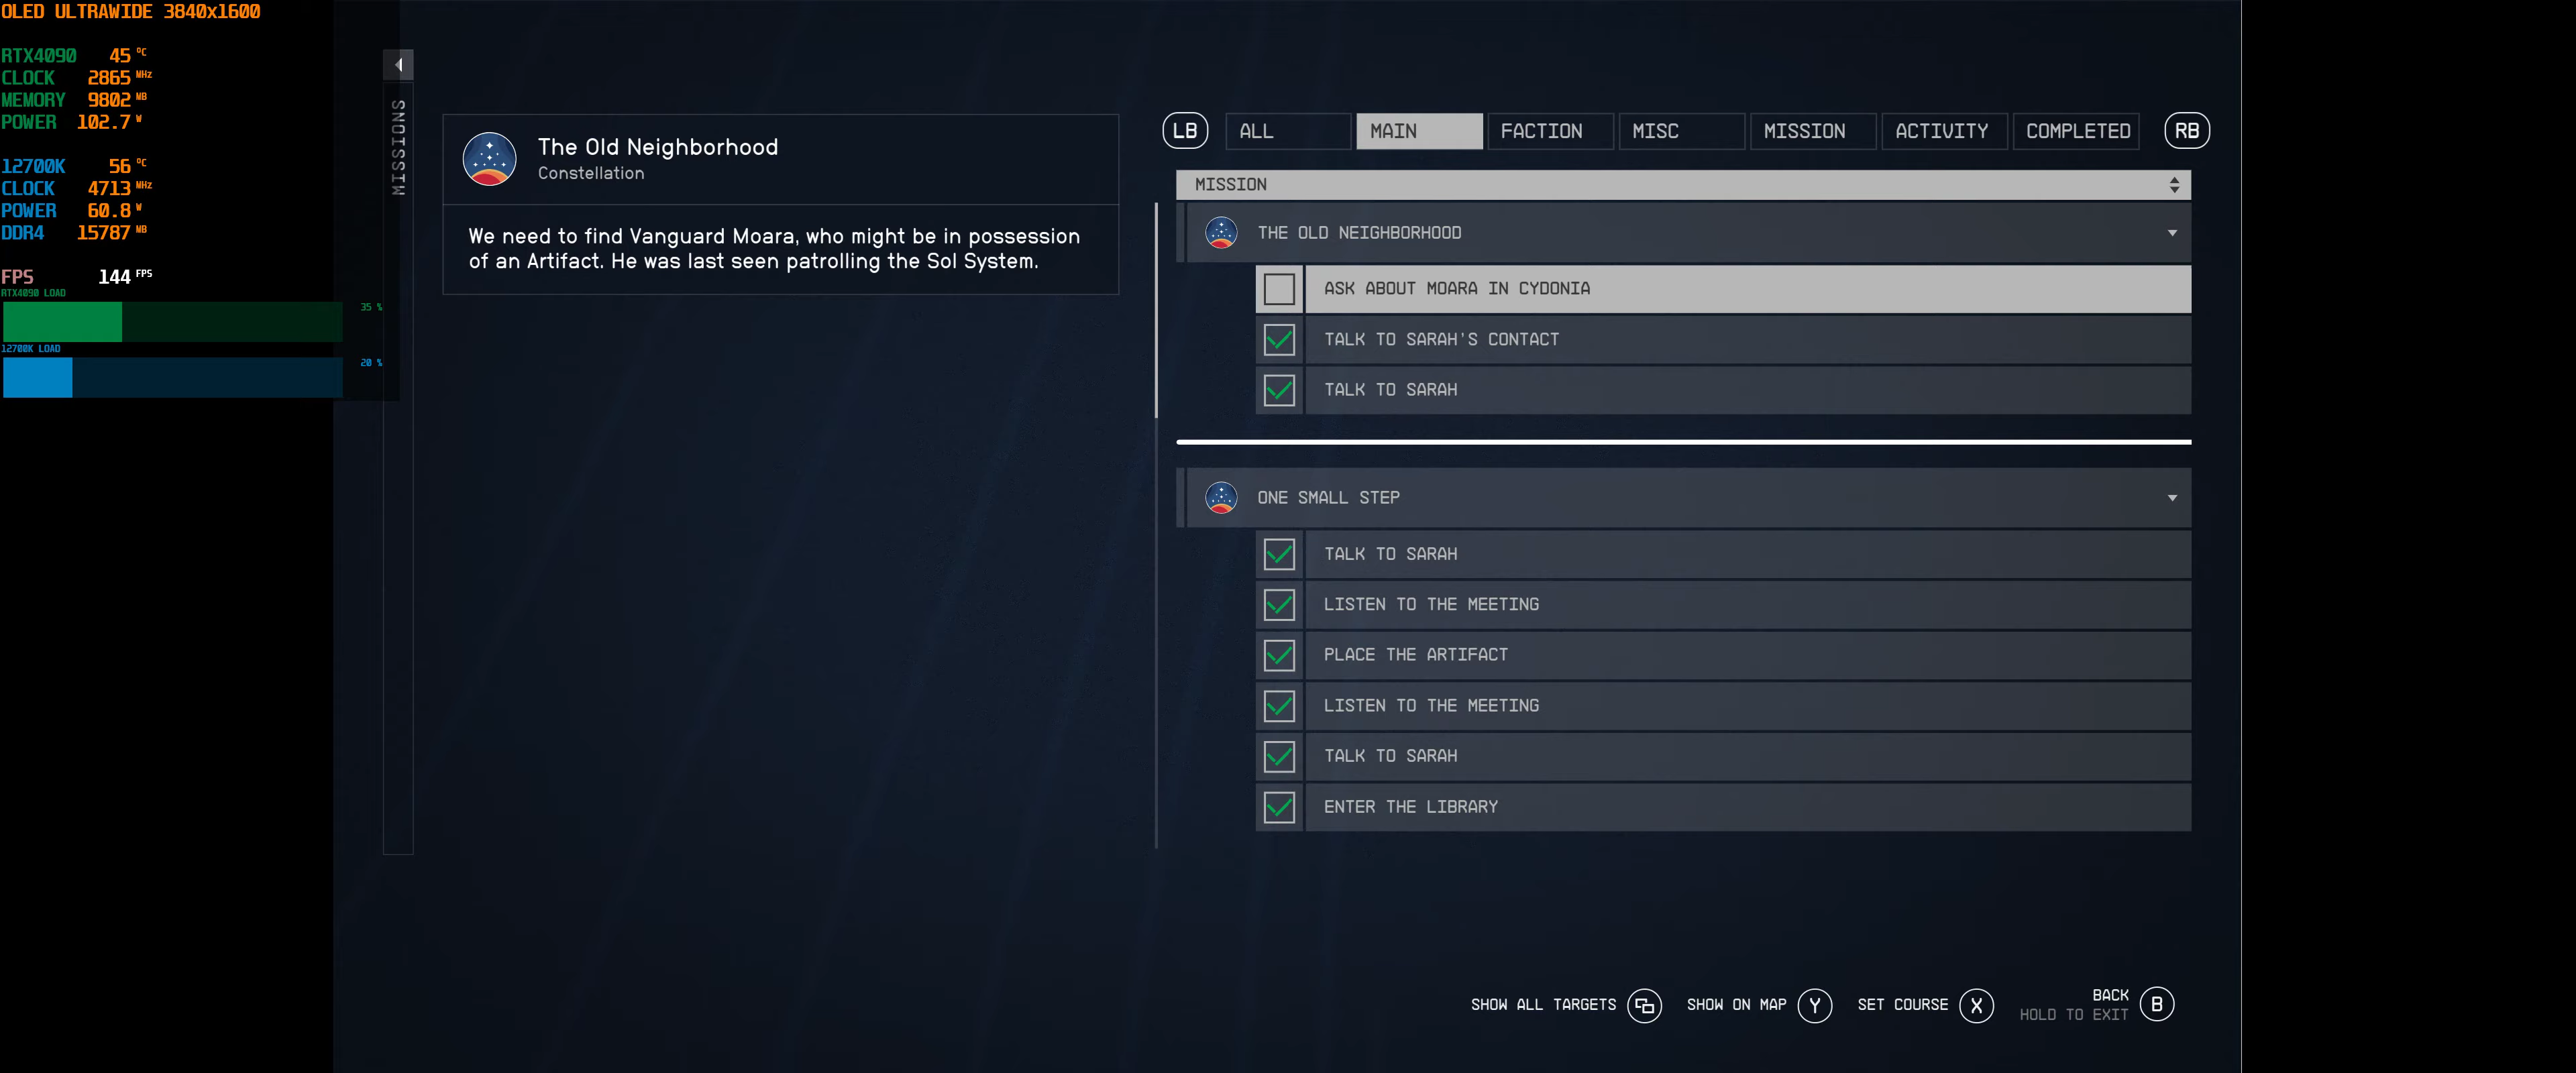 OLED ULTRAWIDE 3840x1600
RTX4090 45 °C
CLOCK 2865 MHz
MEMORY 9802 MB
POWER 102.7 W
12700K 56 °C
CLOCK 4713 MHz
POWER 60.8 W
DDR4 15787 MB
FPS 144 FPS
RTX4090 LOAD
35 %
12700K LOAD
20 %
MISSIONS
The Old Neighborhood
Constellation
We need to find Vanguard Moara, who might be in possession
of an Artifact. He was last seen patrolling the Sol System.
LB ALL MAIN FACTION MISC MISSION ACTIVITY COMPLETED RB
MISSION
THE OLD NEIGHBORHOOD
ASK ABOUT MOARA IN CYDONIA
TALK TO SARAH'S CONTACT
TALK TO SARAH
ONE SMALL STEP
TALK TO SARAH
LISTEN TO THE MEETING
PLACE THE ARTIFACT
LISTEN TO THE MEETING
TALK TO SARAH
ENTER THE LIBRARY
SHOW ALL TARGETS SHOW ON MAP Y SET COURSE X BACK B
HOLD TO EXIT